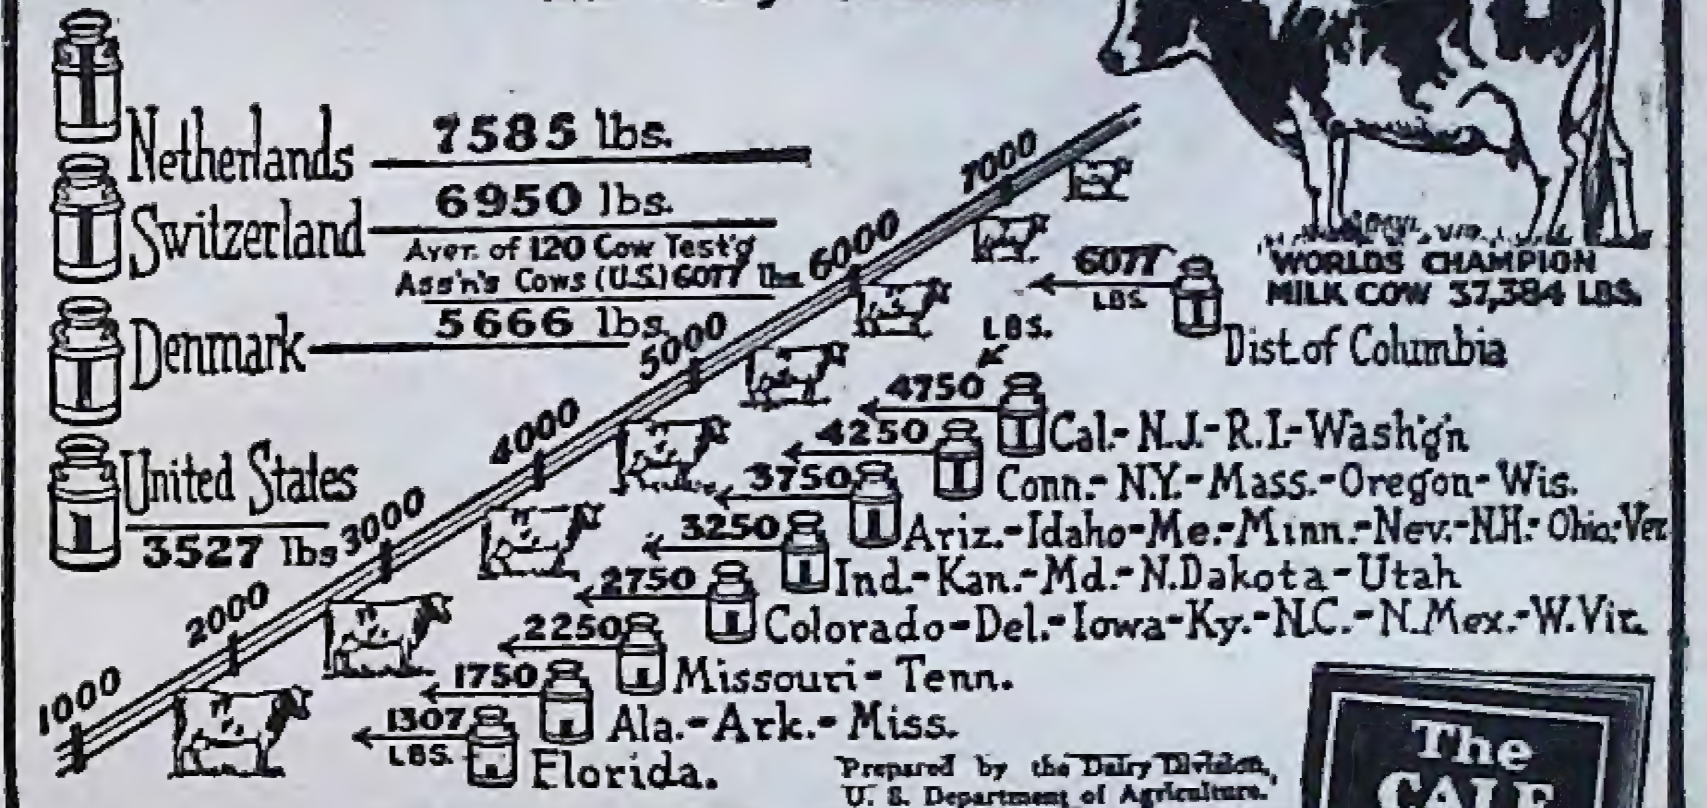 Netherlands 7585 lbs.
Switzerland 6950 lbs.
Aver. of 120 Cow Test'g
Ass'n's Cows (U.S.) 6077 lbs
Denmark 5666 lbs.
United States
3527 lbs
1000
2000
3000
4000
5000
6000
7000
WORLDS CHAMPION
MILK COW 37,384 LBS.
6077 LBS. Dist. of Columbia
LBS.
4750 Cal.-N.J.-R.I.-Wash'g'n
4250 Conn.-N.Y.-Mass.-Oregon-Wis.
3750 Ariz.-Idaho-Me.-Minn.-Nev.-N.H.-Ohio-Ver.
3250 Ind.-Kan.-Md.-N.Dakota-Utah
2750 Colorado-Del.-Iowa-Ky.-N.C.-N.Mex.-W.Vir.
2250 Missouri-Tenn.
1750 Ala.-Ark.-Miss.
1307 LBS. Florida.
Prepared by the Dairy Division,
U. S. Department of Agriculture.
The
CALF